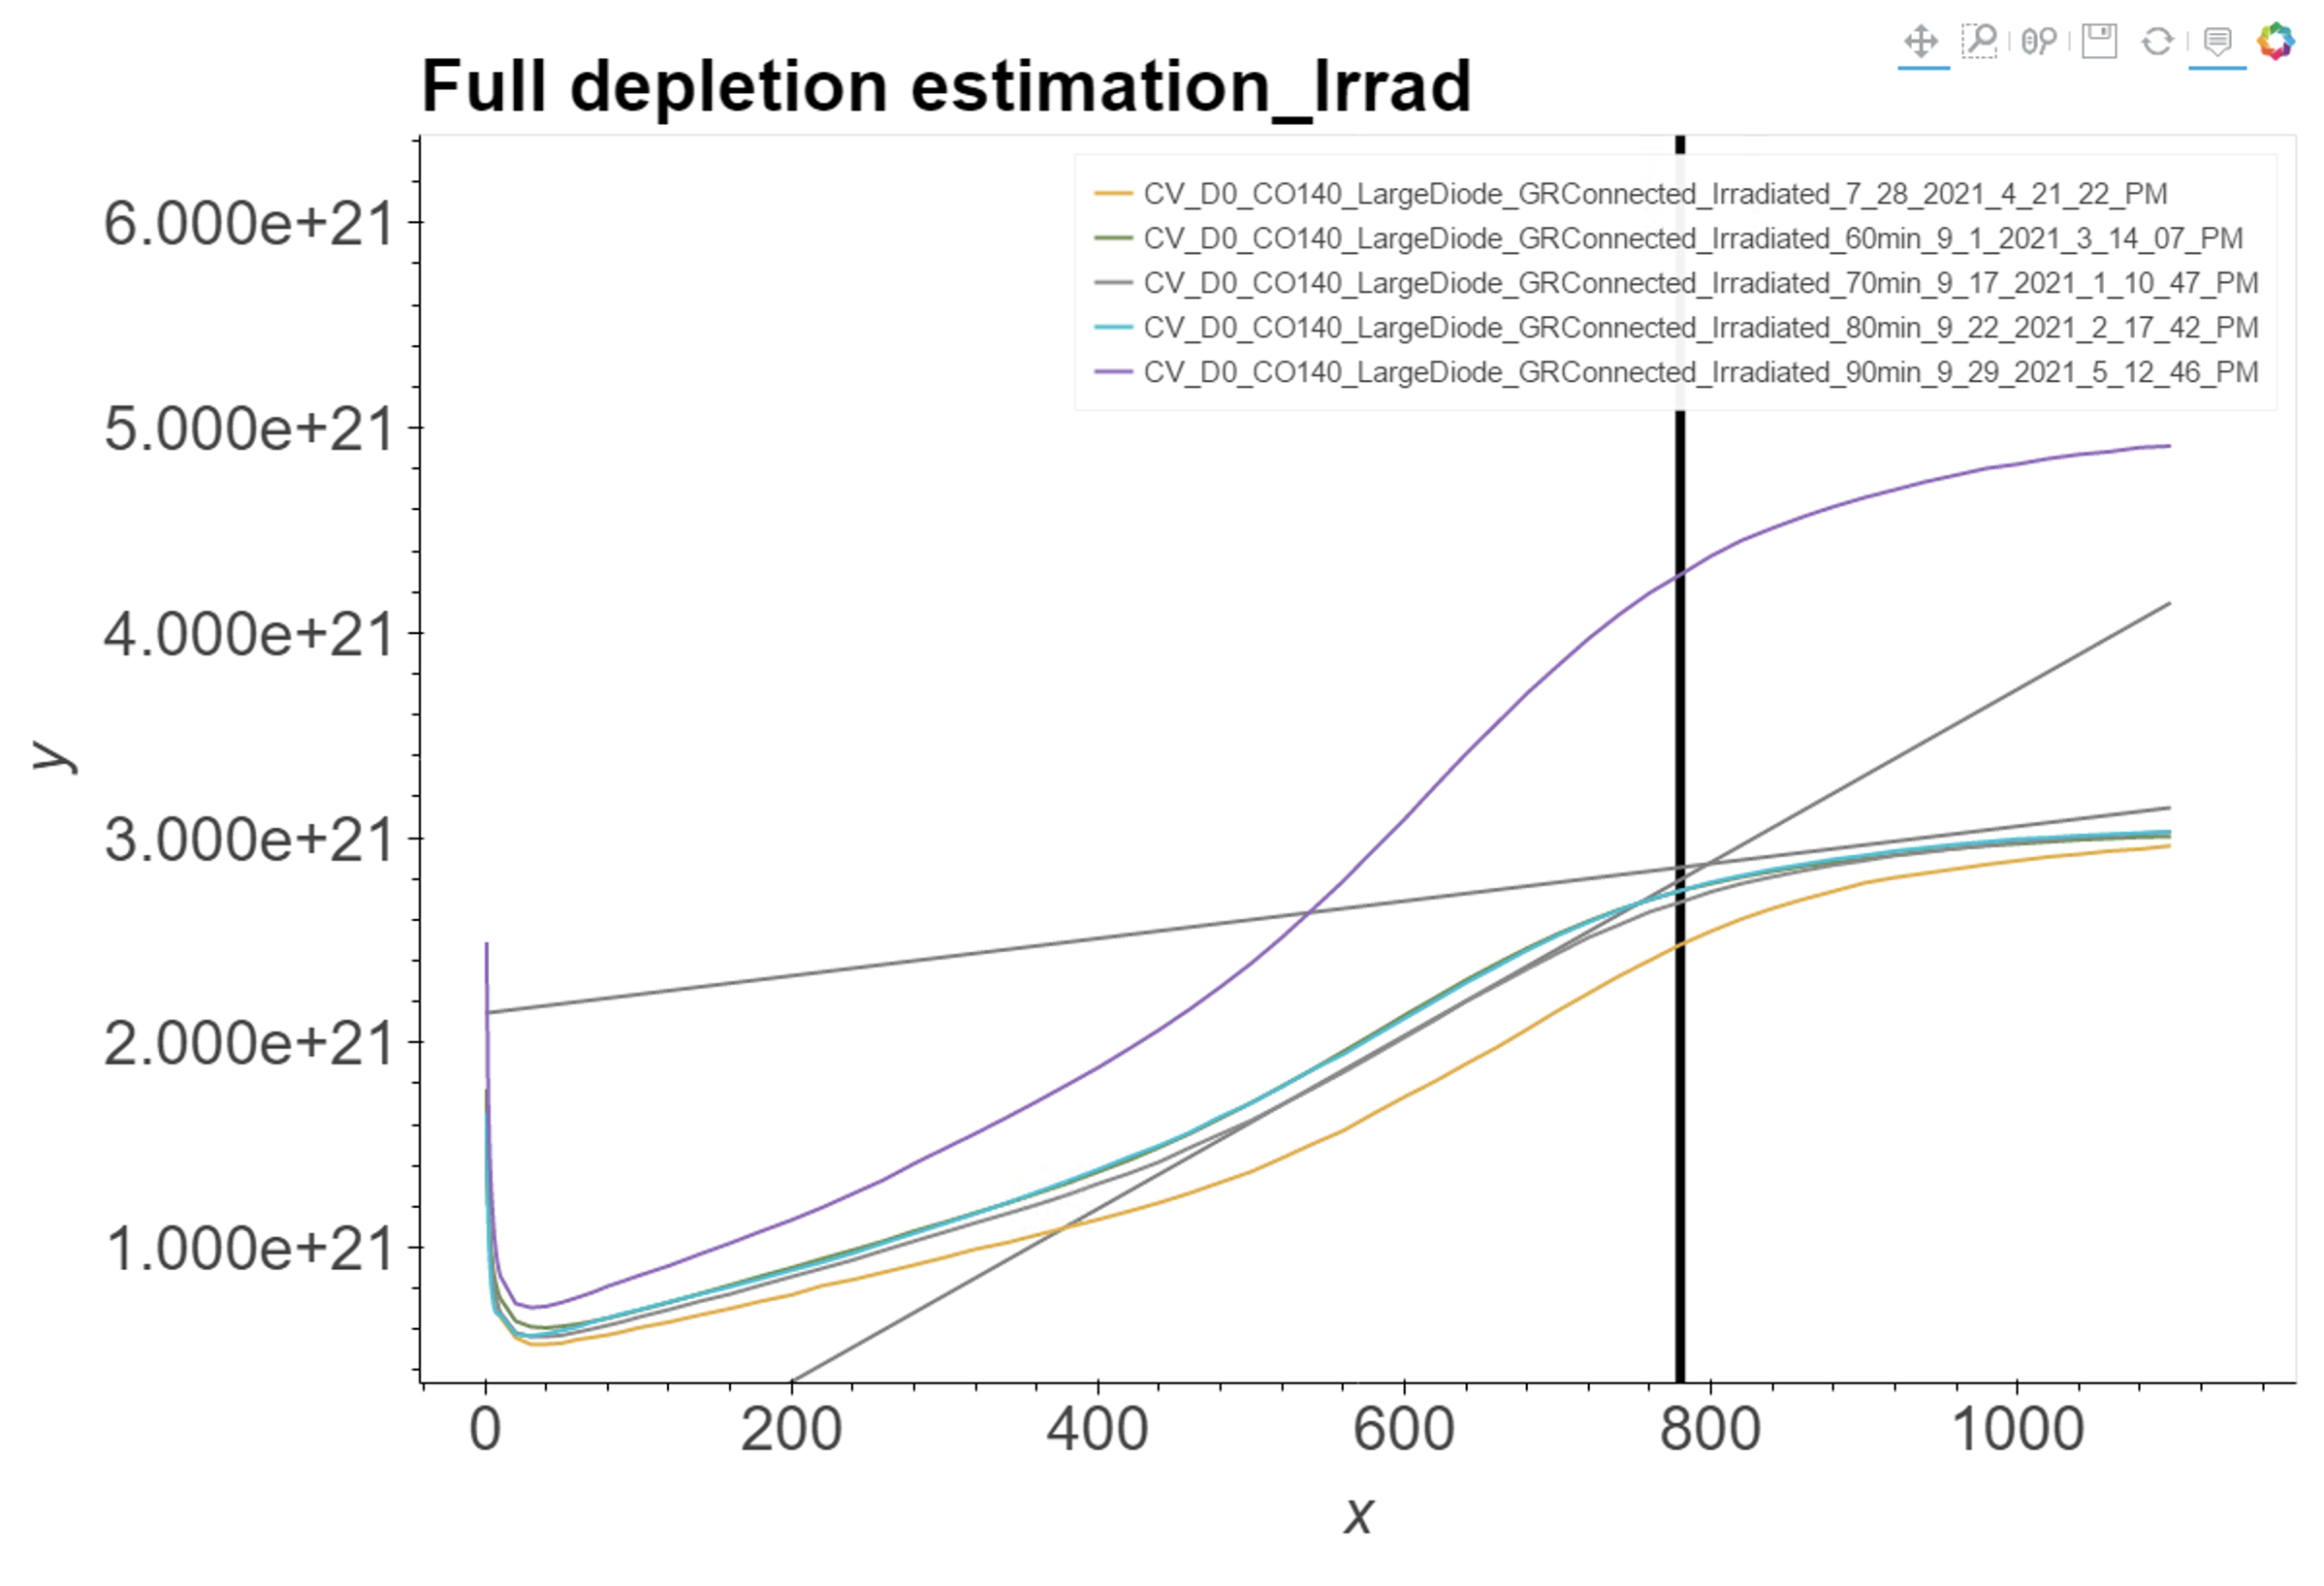 Full depletion estimation_Irrad
CV_D0_CO140_LargeDiode_GRConnected_Irradiated_7_28_2021_4_21_22_PM
CV_D0_CO140_LargeDiode_GRConnected_Irradiated_60min_9_1_2021_3_14_07_PM
CV_D0_CO140_LargeDiode_GRConnected_Irradiated_70min_9_17_2021_1_10_47_PM
CV_D0_CO140_LargeDiode_GRConnected_Irradiated_80min_9_22_2021_2_17_42_PM
CV_D0_CO140_LargeDiode_GRConnected_Irradiated_90min_9_29_2021_5_12_46_PM
6.000e+21
5.000e+21
4.000e+21
3.000e+21
2.000e+21
1.000e+21
y
0 200 400 600 800 1000
x